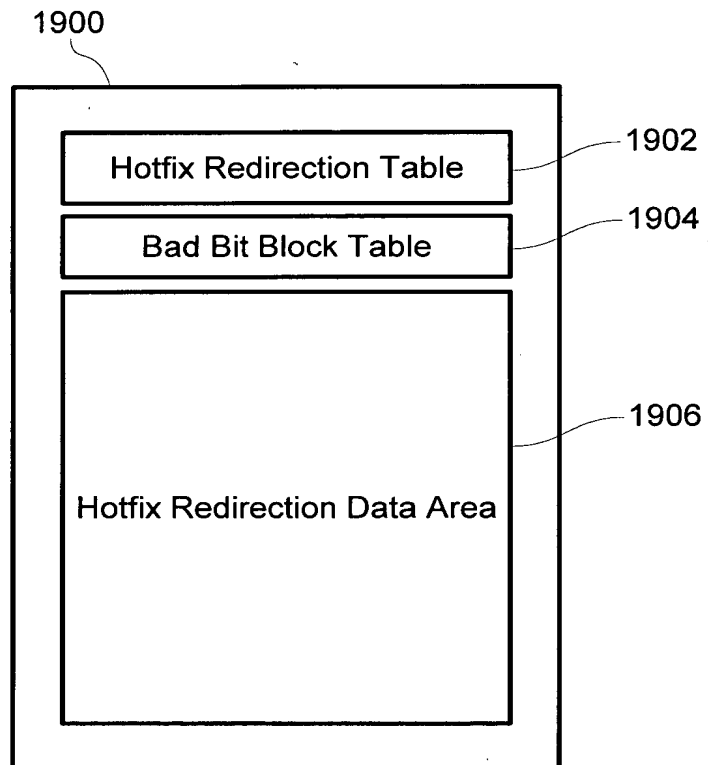 1900
Hotfix Redirection Table
1902
Bad Bit Block Table
1904
Hotfix Redirection Data Area
1906